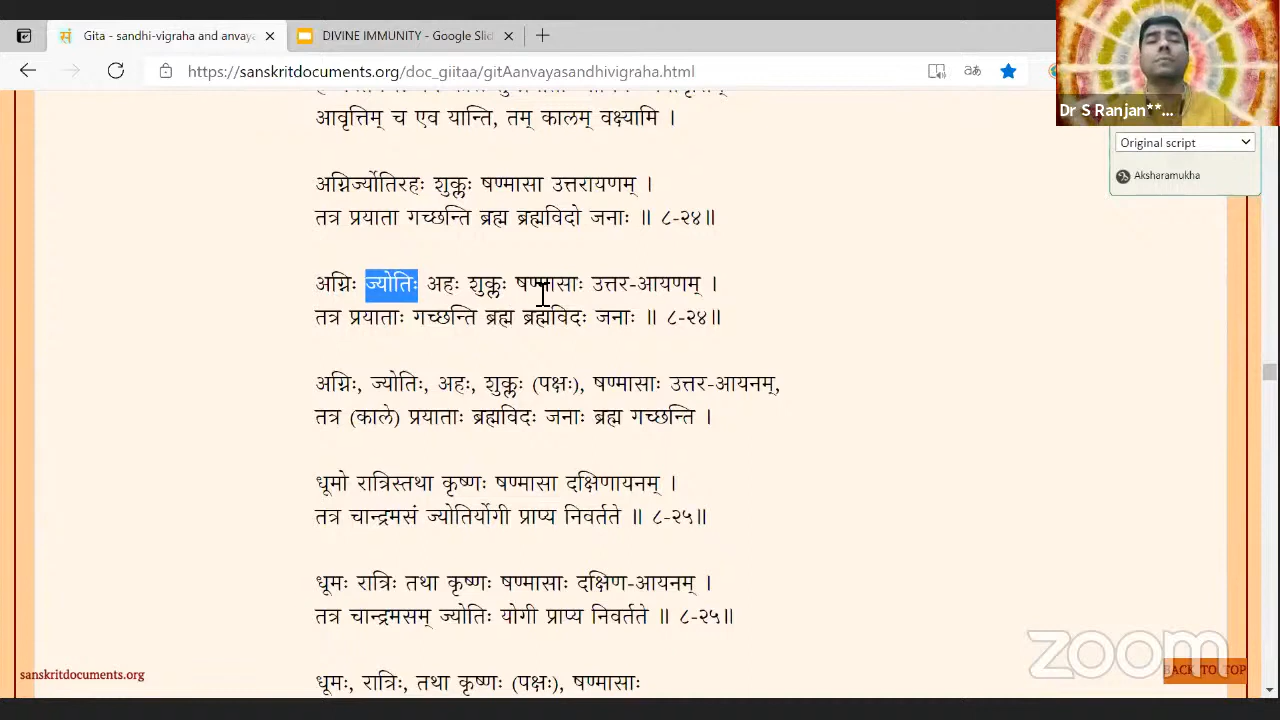 Gita - sandhi-vigraha and anvaya
DIVINE IMMUNITY - Google Slid
https://sanskritdocuments.org/doc_giitaa/gitAanvayasandhivigraha.html
Dr S Ranjan**...
Original script
Aksharamukha
आवृत्तिम् च एव यान्ति, तम् कालम् वक्ष्यामि ।
अग्निर्ज्योतिरहः शुक्लः षण्मासा उत्तरायणम् ।
तत्र प्रयाता गच्छन्ति ब्रह्म ब्रह्मविदो जनाः ॥ ८-२४॥
अग्निः ज्योतिः अहः शुक्लः षण्मासाः उत्तर-आयणम् ।
तत्र प्रयाताः गच्छन्ति ब्रह्म ब्रह्मविदः जनाः ॥ ८-२४॥
अग्निः, ज्योतिः, अहः, शुक्लः (पक्षः), षण्मासाः उत्तर-आयनम्,
तत्र (काले) प्रयाताः ब्रह्मविदः जनाः ब्रह्म गच्छन्ति ।
धूमो रात्रिस्तथा कृष्णः षण्मासा दक्षिणायनम् ।
तत्र चान्द्रमसं ज्योतिर्योगी प्राप्य निवर्तते ॥ ८-२५॥
धूमः रात्रिः तथा कृष्णः षण्मासाः दक्षिण-आयनम् ।
तत्र चान्द्रमसम् ज्योतिः योगी प्राप्य निवर्तते ॥ ८-२५॥
zoom
BACK TO TOP
sanskritdocuments.org
धूमः, रात्रिः, तथा कृष्णः (पक्षः), षण्मासाः